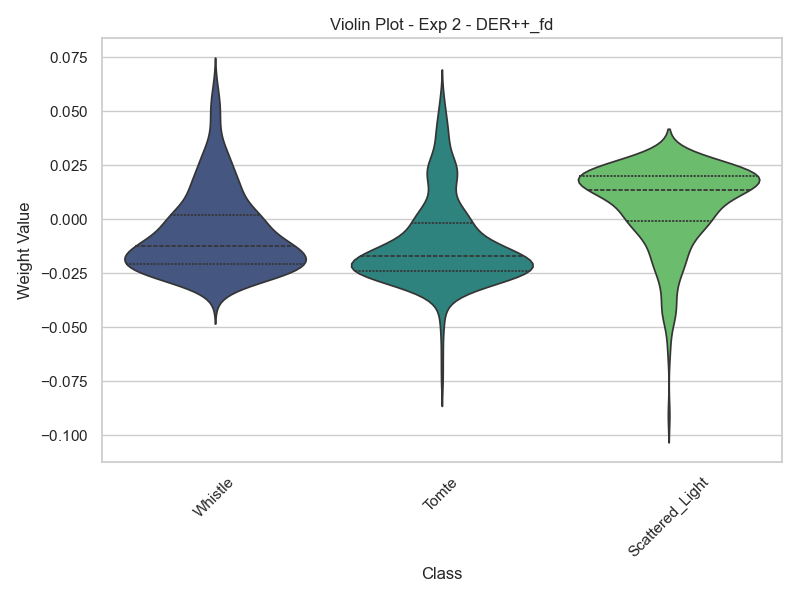 Violin Plot - Exp 2 - DER++_fd
Weight Value
0.075
0.050
0.025
0.000
−0.025
−0.050
−0.075
−0.100
Whistle
Tomte
Scattered_Light
Class